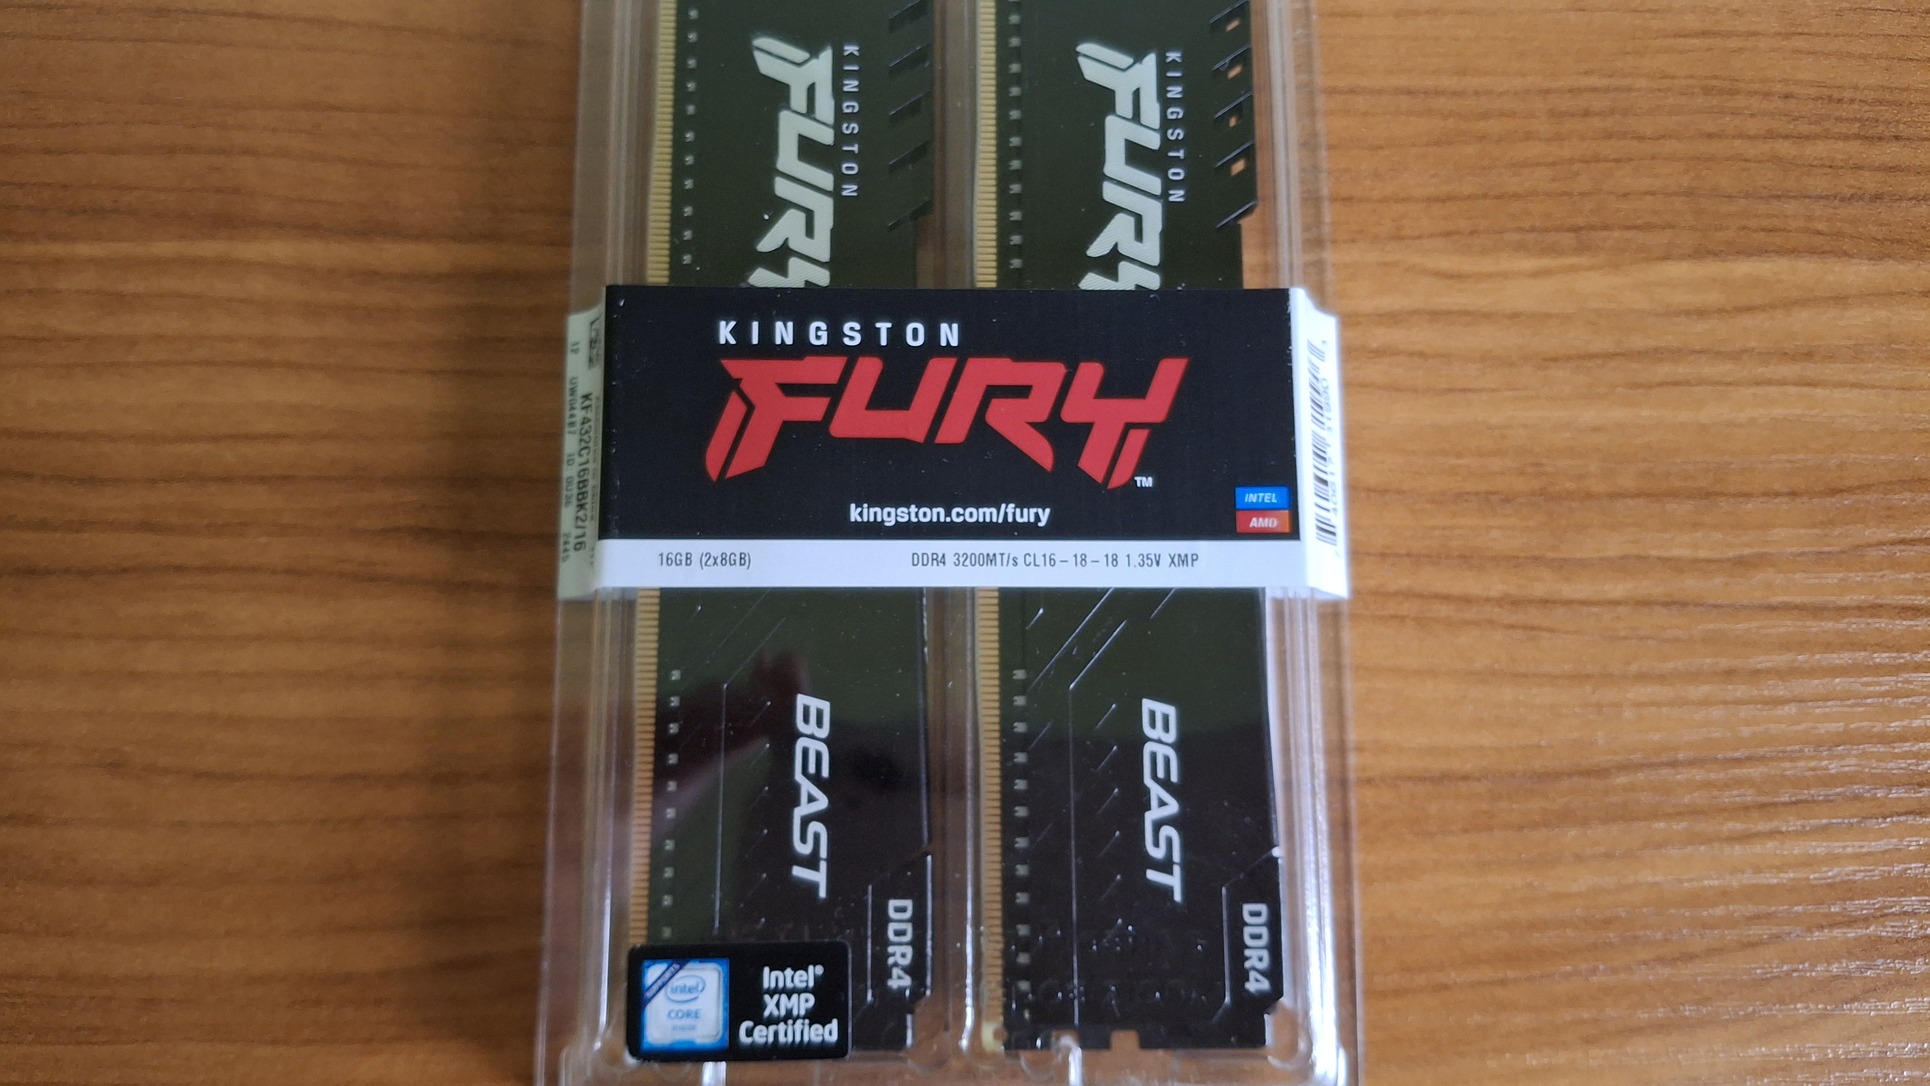 KINGSTON
FURY
KINGSTON
FURY
KINGSTON
FURY
TM
kingston.com/fury
INTEL
AMD
16GB (2x8GB)
DDR4 3200MT/s CL16-18-18 1.35V XMP
KF432C16BBK2/16
BEAST
DDR4
BEAST
DDR4
intel
CORE
Intel®
XMP
Certified